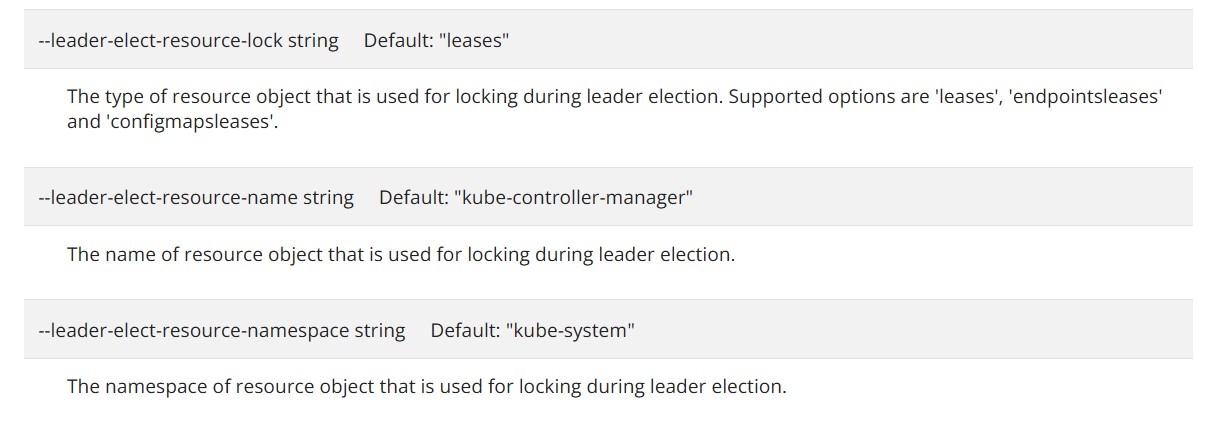 --leader-elect-resource-lock string     Default: "leases"
The type of resource object that is used for locking during leader election. Supported options are 'leases', 'endpointsleases'
and 'configmapsleases'.
--leader-elect-resource-name string     Default: "kube-controller-manager"
The name of resource object that is used for locking during leader election.
--leader-elect-resource-namespace string     Default: "kube-system"
The namespace of resource object that is used for locking during leader election.